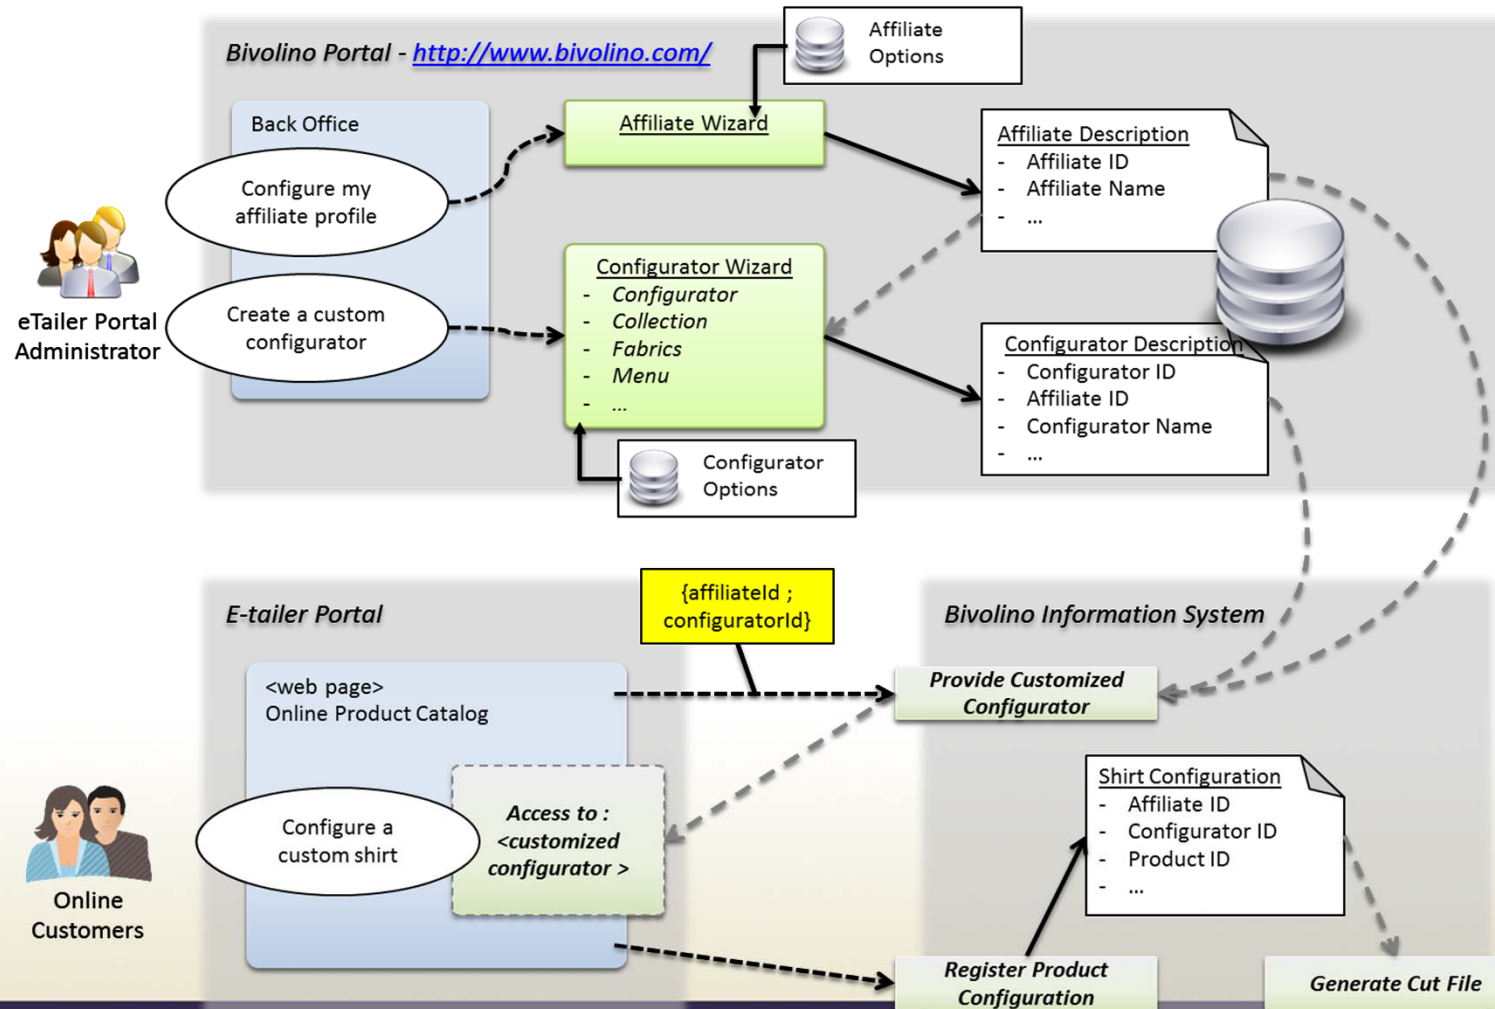 Bivolino Portal - http://www.bivolino.com/
Affiliate
Options
Back Office
Affiliate Wizard
Affiliate Description
- Affiliate ID
- Affiliate Name
- ...
Configure my
affiliate profile
eTailer Portal
Administrator
Create a custom
configurator
Configurator Wizard
- Configurator
- Collection
- Fabrics
- Menu
- ...
Configurator Description
- Configurator ID
- Affiliate ID
- Configurator Name
- ...
Configurator
Options
E-tailer Portal
{affiliateId ;
configuratorId}
Bivolino Information System
<web page>
Online Product Catalog
Provide Customized
Configurator
Configure a
custom shirt
Access to :
<customized
configurator >
Shirt Configuration
- Affiliate ID
- Configurator ID
- Product ID
- ...
Online
Customers
Register Product
Configuration
Generate Cut File